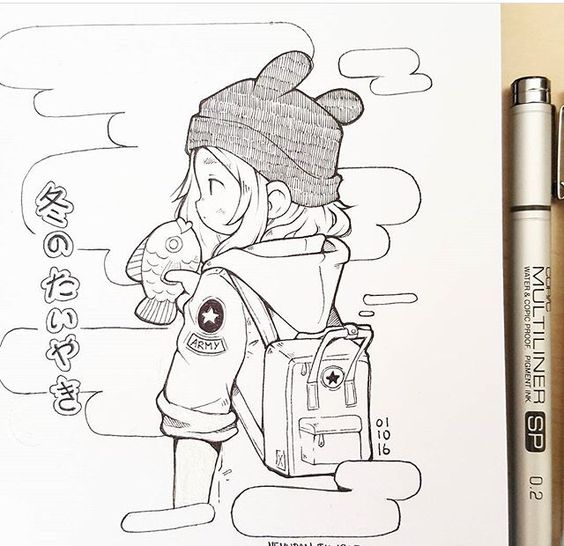 冬のたいやき
ARMY
01
10
16
COPIC
MULTILINER
WATER & COPIC PROOF PIGMENT INK
SP
0.2